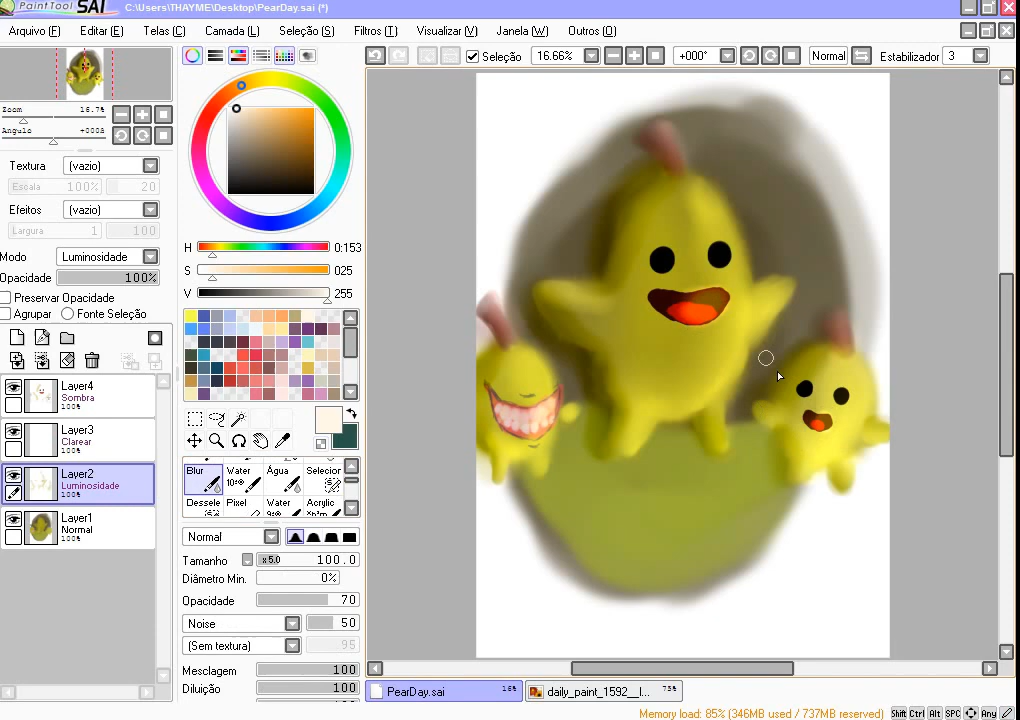 PaintTool SAI C:\Users\THAYME\Desktop\PearDay.sai (*)
Arquivo (F) Editar (E) Telas (C) Camada (L) Seleção (S) Filtros (T) Visualizar (V) Janela (W) Outros (O)
Seleção 16.66% +000° Normal Estabilizador 3
Zoom 16.7%
Angulo +000°
Textura (vazio)
Escala 100% 20
Efeitos (vazio)
Largura 1 100
Modo Luminosidade
Opacidade 100%
Preservar Opacidade
Agrupar Fonte Seleção
Layer4
Sombra
100%
Layer3
Clarear
100%
Layer2
Luminosidade
100%
Layer1
Normal
100%
H 0:153
S 025
V 255
Blur Water Água Selecior
Dessele Pixel Water Acrylic
Normal
Tamanho x5.0 100.0
Diâmetro Min. 0%
Opacidade 70
Noise 50
(Sem textura) 95
Mesclagem 100
Diluição 100
PearDay.sai 16% daily_paint_1592__l... 75%
Memory load: 85% (346MB used / 737MB reserved) Shift Ctrl Alt SPC Any